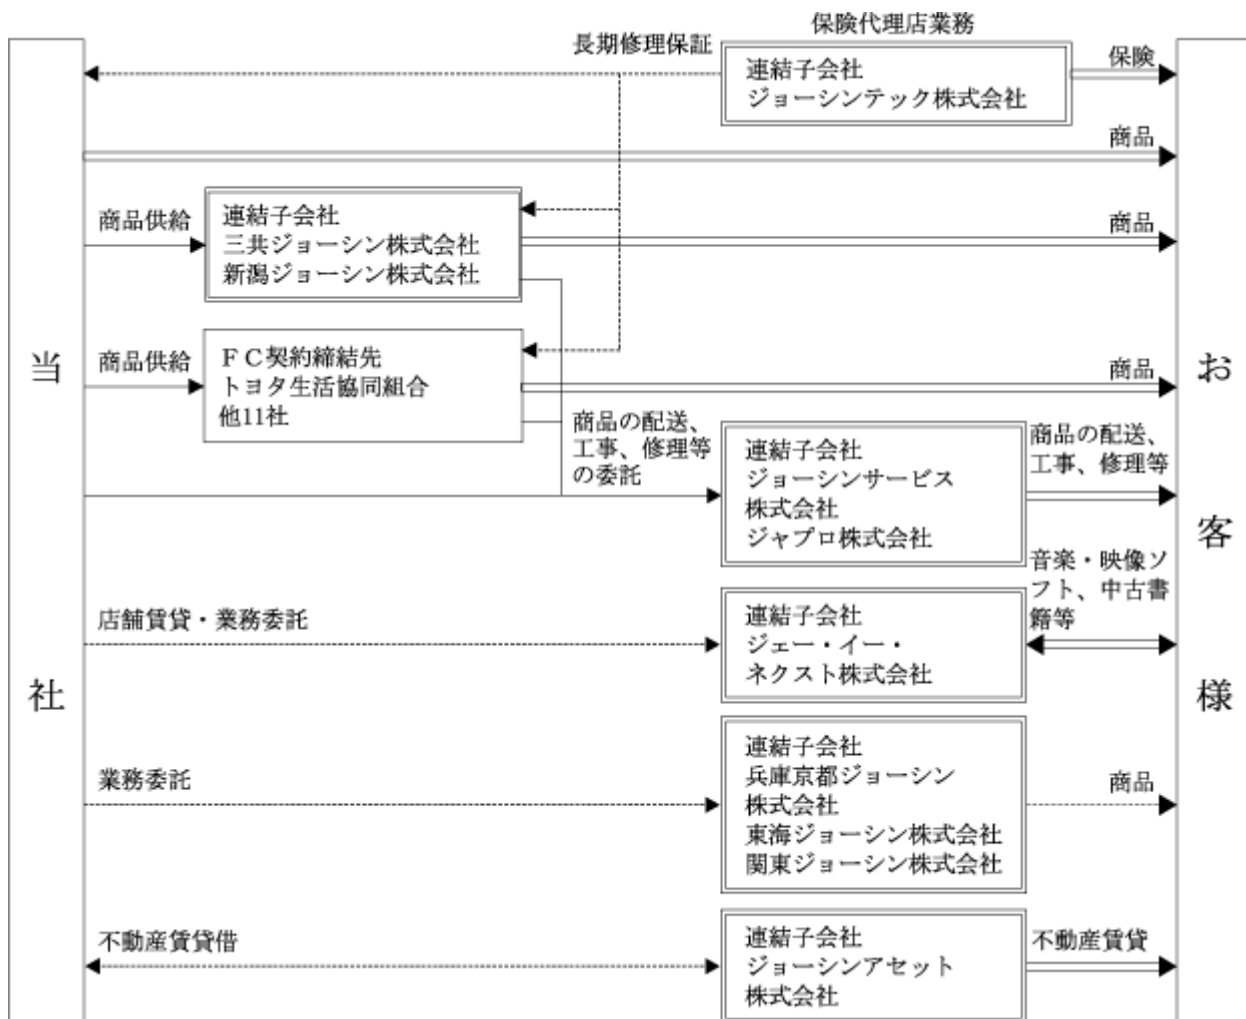 保険代理店業務
長期修理保証
連結子会社
ジョーシンテック株式会社
保険
商品
商品供給
連結子会社
三共ジョーシン株式会社
新潟ジョーシン株式会社
商品
商品供給
ＦＣ契約締結先
トヨタ生活協同組合
他11社
商品
当
社
お
客
様
商品の配送、
工事、修理等
の委託
連結子会社
ジョーシンサービス
株式会社
ジャプロ株式会社
商品の配送、
工事、修理等
店舗賃貸・業務委託
連結子会社
ジェー・イー・
ネクスト株式会社
音楽・映像ソ
フト、中古書
籍等
業務委託
連結子会社
兵庫京都ジョーシン
株式会社
東海ジョーシン株式会社
関東ジョーシン株式会社
商品
不動産賃貸借
連結子会社
ジョーシンアセット
株式会社
不動産賃貸